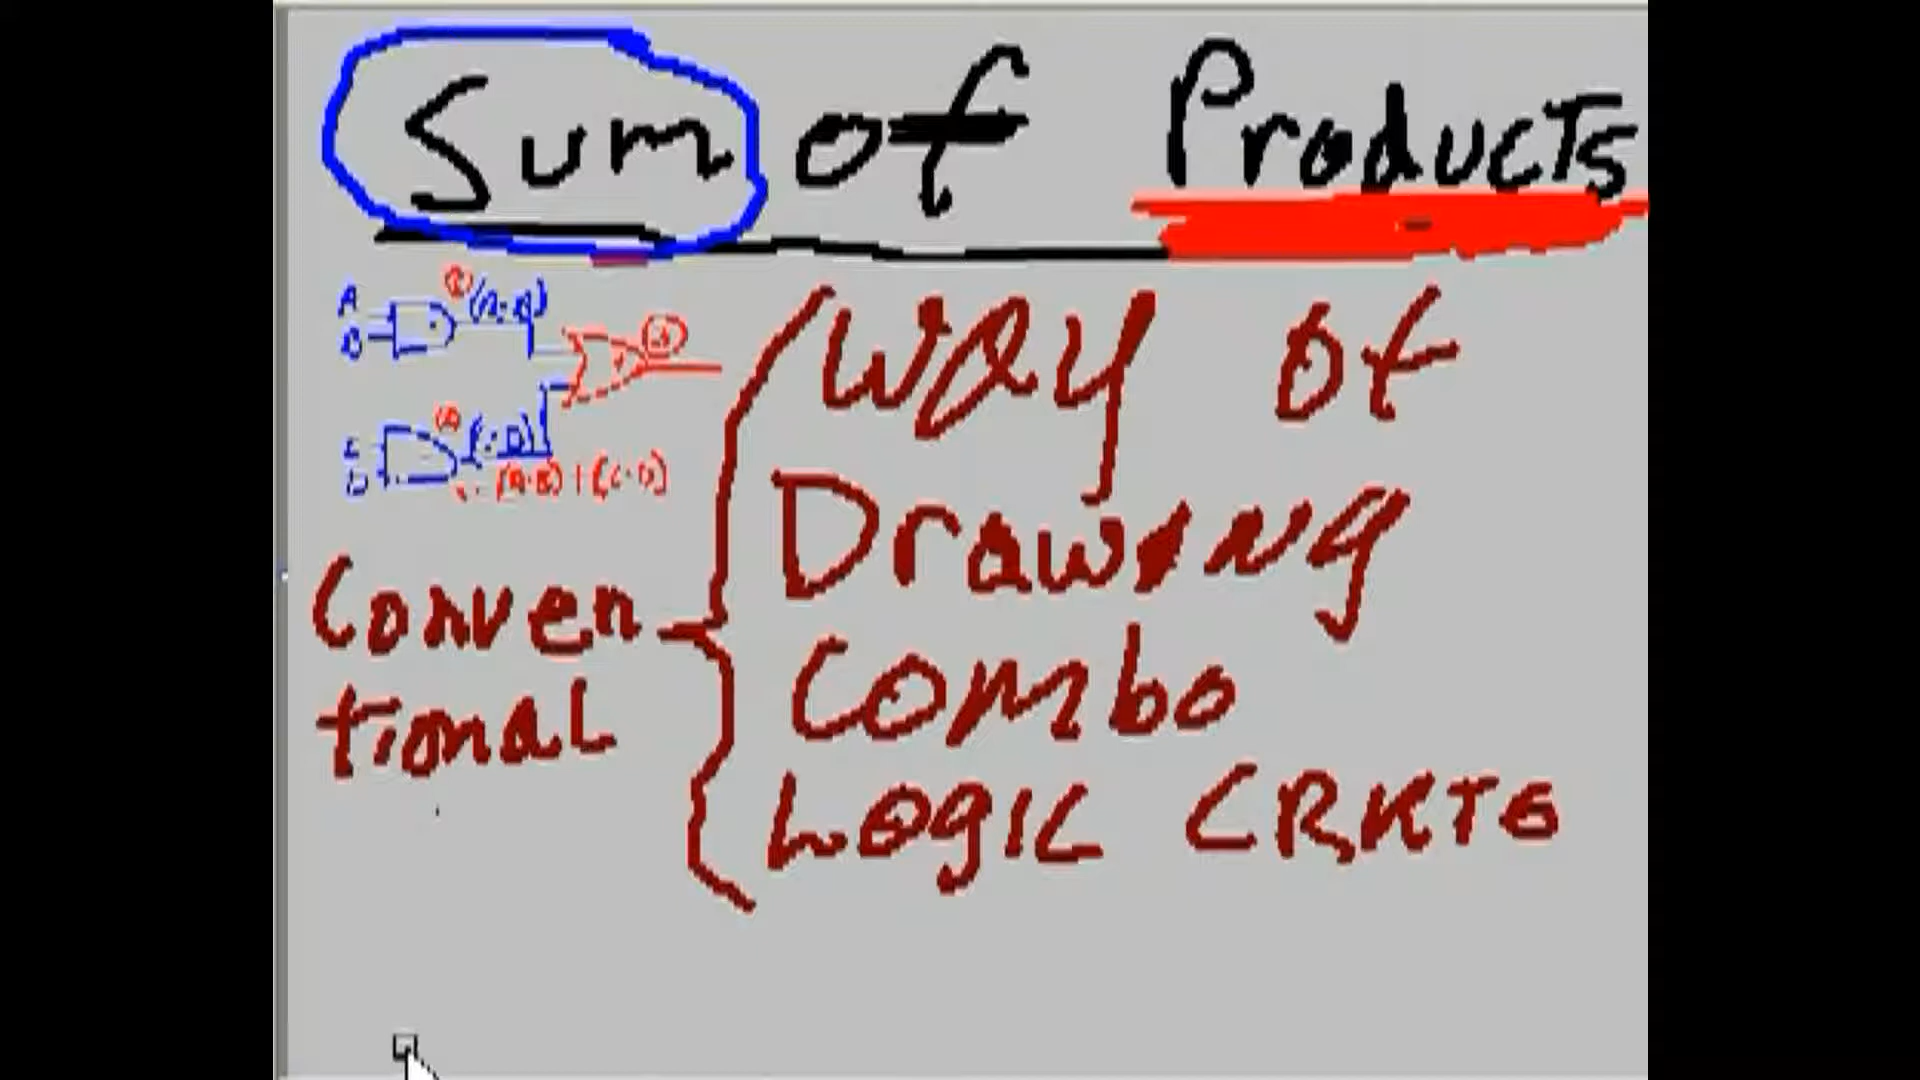 Sum of Products
A
B
(A·B)
C
D
(A·B) + (C·D)
Way of
Drawing
Combo
Logic CRKTS
Conven
tional